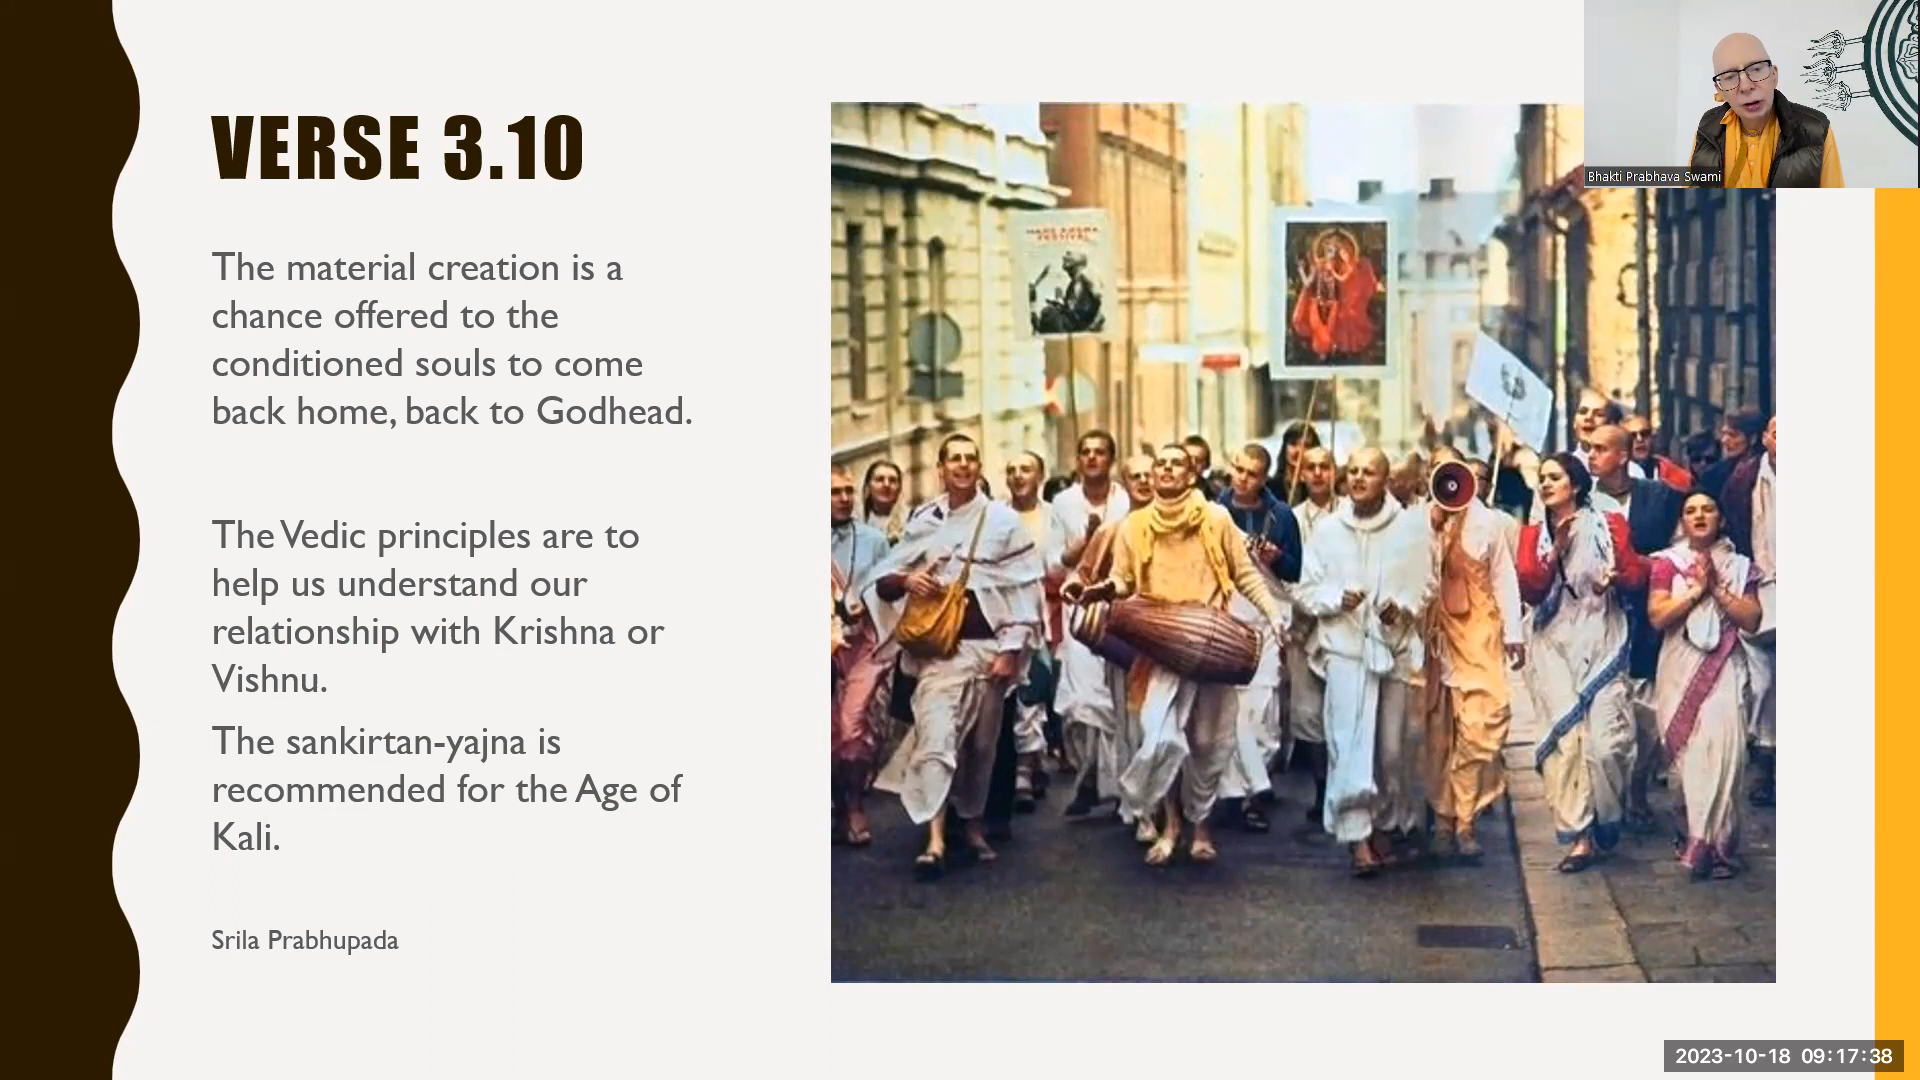 VERSE 3.10
The material creation is a
chance offered to the
conditioned souls to come
back home, back to Godhead.
The Vedic principles are to
help us understand our
relationship with Krishna or
Vishnu.
The sankirtan-yajna is
recommended for the Age of
Kali.
Srila Prabhupada
FESTIVAL
Bhakti Prabhava Swami
2023-10-18 09:17:38